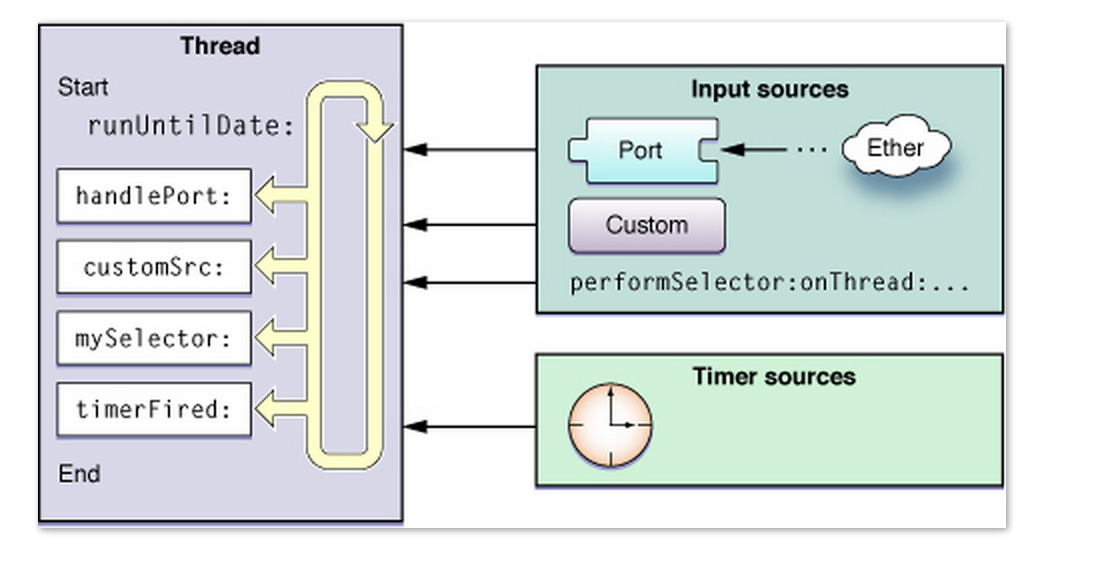 Thread
Start
runUntilDate:
handlePort:
customSrc:
mySelector:
timerFired:
End
Input sources
Port
...
Ether
Custom
performSelector:onThread:...
Timer sources